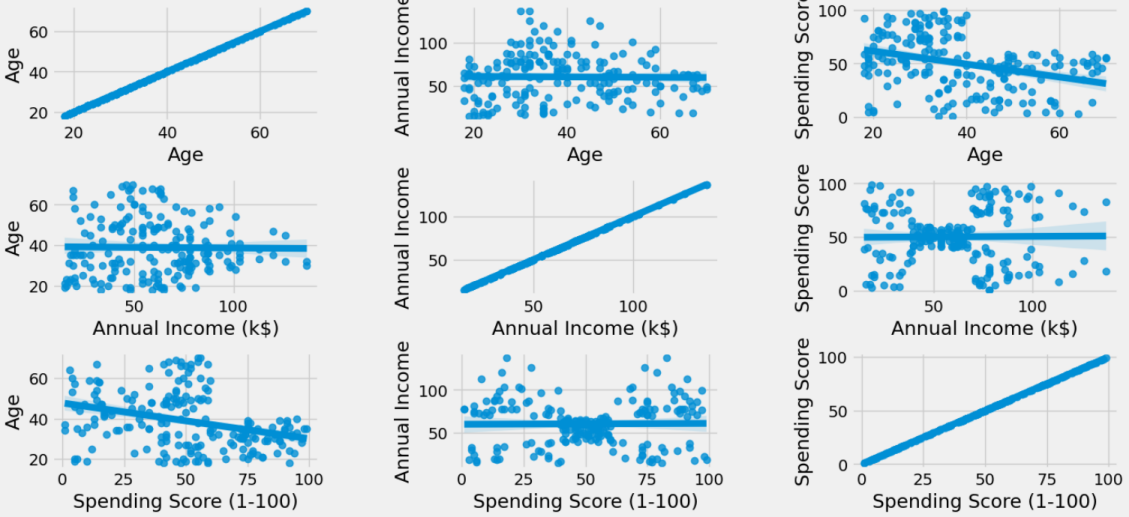 Age
60
40
20
20 40 60
Age
Annual Income
100
50
20 40 60
Age
Spending Score
100
50
0
20 40 60
Age
Age
60
40
20
50 100
Annual Income (k$)
Annual Income
100
50
50 100
Annual Income (k$)
Spending Score
100
50
0
50 100
Annual Income (k$)
Age
60
40
20
0 25 50 75 100
Spending Score (1-100)
Annual Income
100
50
0 25 50 75 100
Spending Score (1-100)
Spending Score
100
50
0
0 25 50 75 100
Spending Score (1-100)